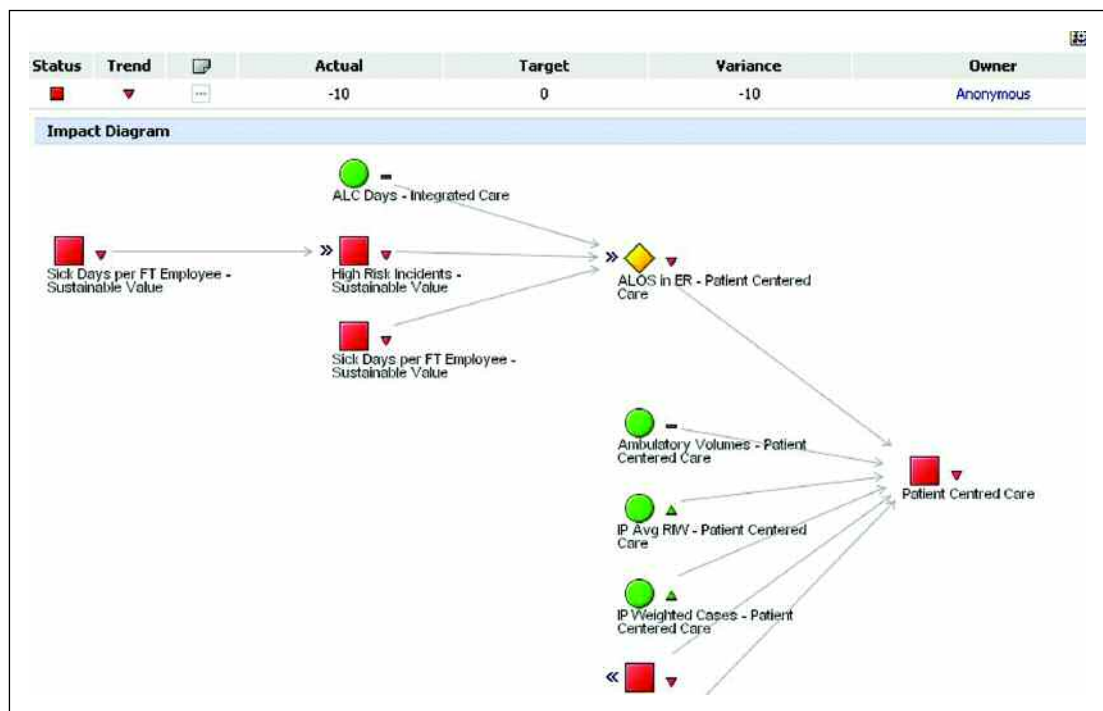 Status Trend Actual Target Variance Owner
-10 0 -10 Anonymous
Impact Diagram
ALC Days - Integrated Care
Sick Days per FT Employee -
Sustainable Value
High Risk Incidents -
Sustainable Value
ALOS in ER - Patient Centered
Care
Sick Days per FT Employee -
Sustainable Value
Ambulatory Volumes - Patient
Centered Care
Patient Centred Care
IP Avg RIW - Patient Centered
Care
IP Weighted Cases - Patient
Centered Care